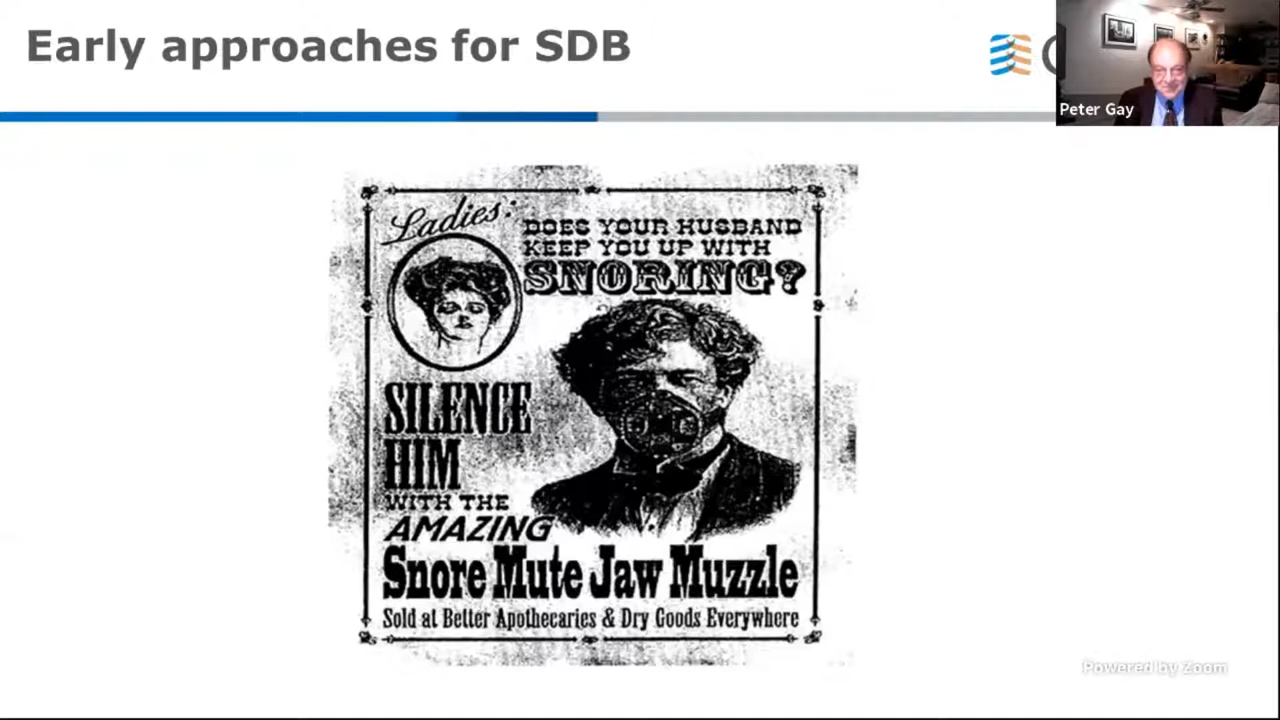 Early approaches for SDB
Peter Gay
Ladies:
DOES YOUR HUSBAND
KEEP YOU UP WITH
SNORING?
SILENCE
HIM
WITH THE
AMAZING
Snore Mute Jaw Muzzle
Sold at Better Apothecaries & Dry Goods Everywhere
Powered by Zoom